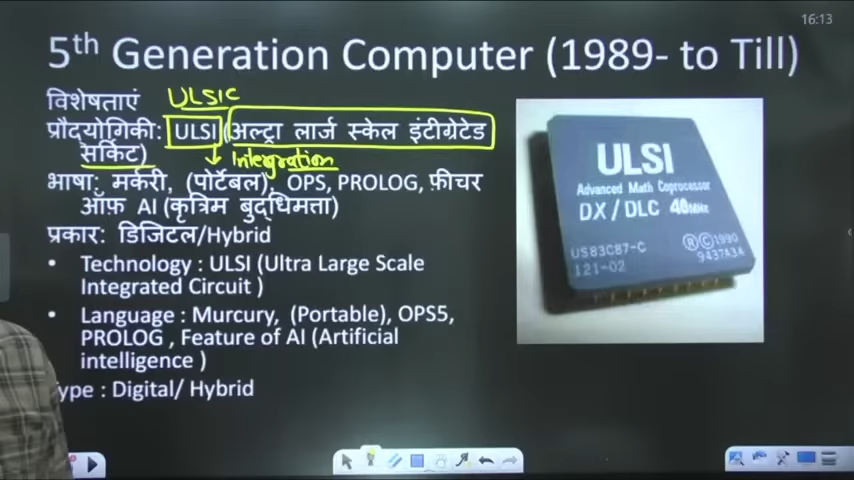 16:13
5th Generation Computer (1989- to Till)
विशेषताएं ULSIC
प्रौद्योगिकी: ULSI (अल्ट्रा लार्ज स्केल इंटीग्रेटेड
सर्किट) Integration
भाषा: मर्करी, (पोर्टेबल), OPS, PROLOG, फ़ीचर
ऑफ़ AI (कृत्रिम बुद्धिमत्ता)
प्रकार: डिजिटल/Hybrid
• Technology : ULSI (Ultra Large Scale
Integrated Circuit )
• Language : Murcury, (Portable), OPS5,
PROLOG , Feature of AI (Artificial
intelligence )
ype : Digital/ Hybrid
ULSI
Advanced Math Coprocessor
DX/DLC 40MHz
US83C87-C
121-02
®©1990
9437A3A